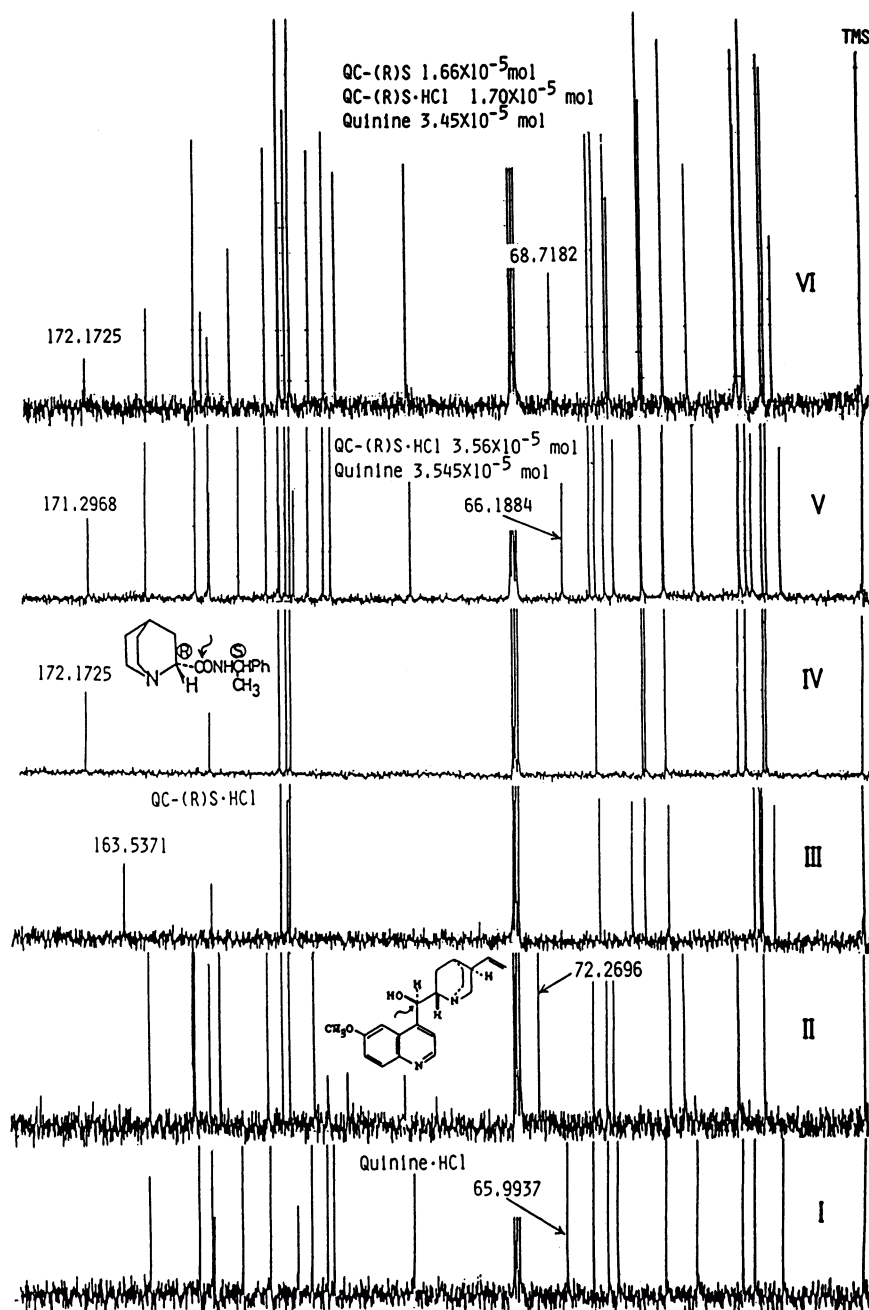 TMS
QC-(R)S 1.66X10⁻⁵mol
QC-(R)S·HCl 1.70X10⁻⁵ mol
Quinine 3.45X10⁻⁵ mol
68.7182
VI
172.1725
QC-(R)S·HCl 3.56X10⁻⁵ mol
Quinine 3.545X10⁻⁵ mol
171.2968
66.1884
V
R
S
CONHCHPh
N
H
CH₃
172.1725
IV
QC-(R)S·HCl
163.5371
III
72.2696
H
H
HO
N
H
CH₃O
N
II
Quinine·HCl
65.9937
I